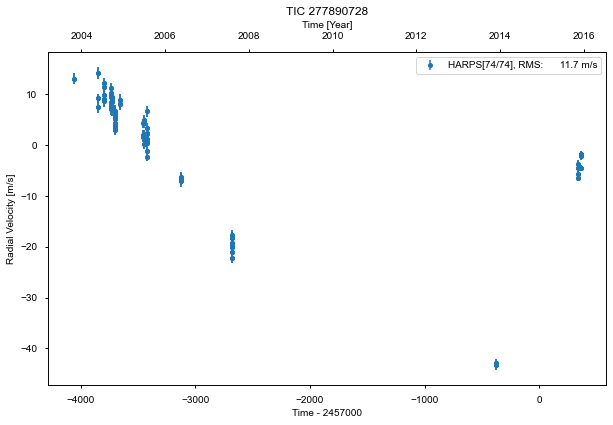 TIC 277890728
Time [Year]
2004 2006 2008 2010 2012 2014 2016
HARPS[74/74], RMS: 11.7 m/s
10
0
−10
−20
−30
−40
Radial Velocity [m/s]
−4000 −3000 −2000 −1000 0
Time - 2457000